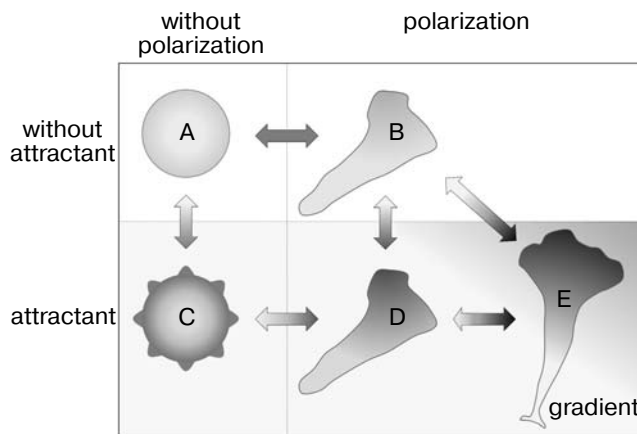 without
polarization
polarization
without
attractant
A
B
attractant
C
D
E
gradient